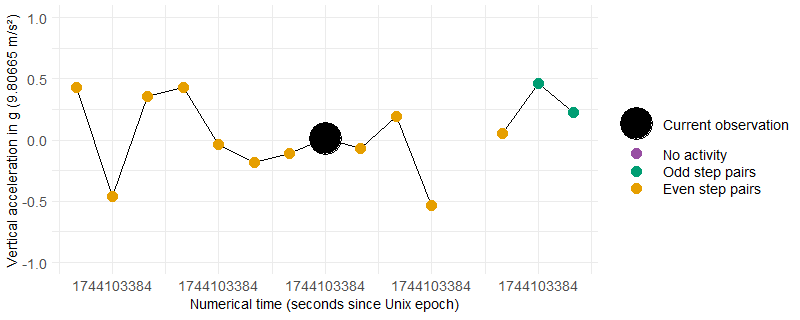 Vertical acceleration in g (9.80665 m/s²)
1.0
0.5
0.0
-0.5
-1.0
1744103384 1744103384 1744103384 1744103384 1744103384
Numerical time (seconds since Unix epoch)
Current observation
No activity
Odd step pairs
Even step pairs